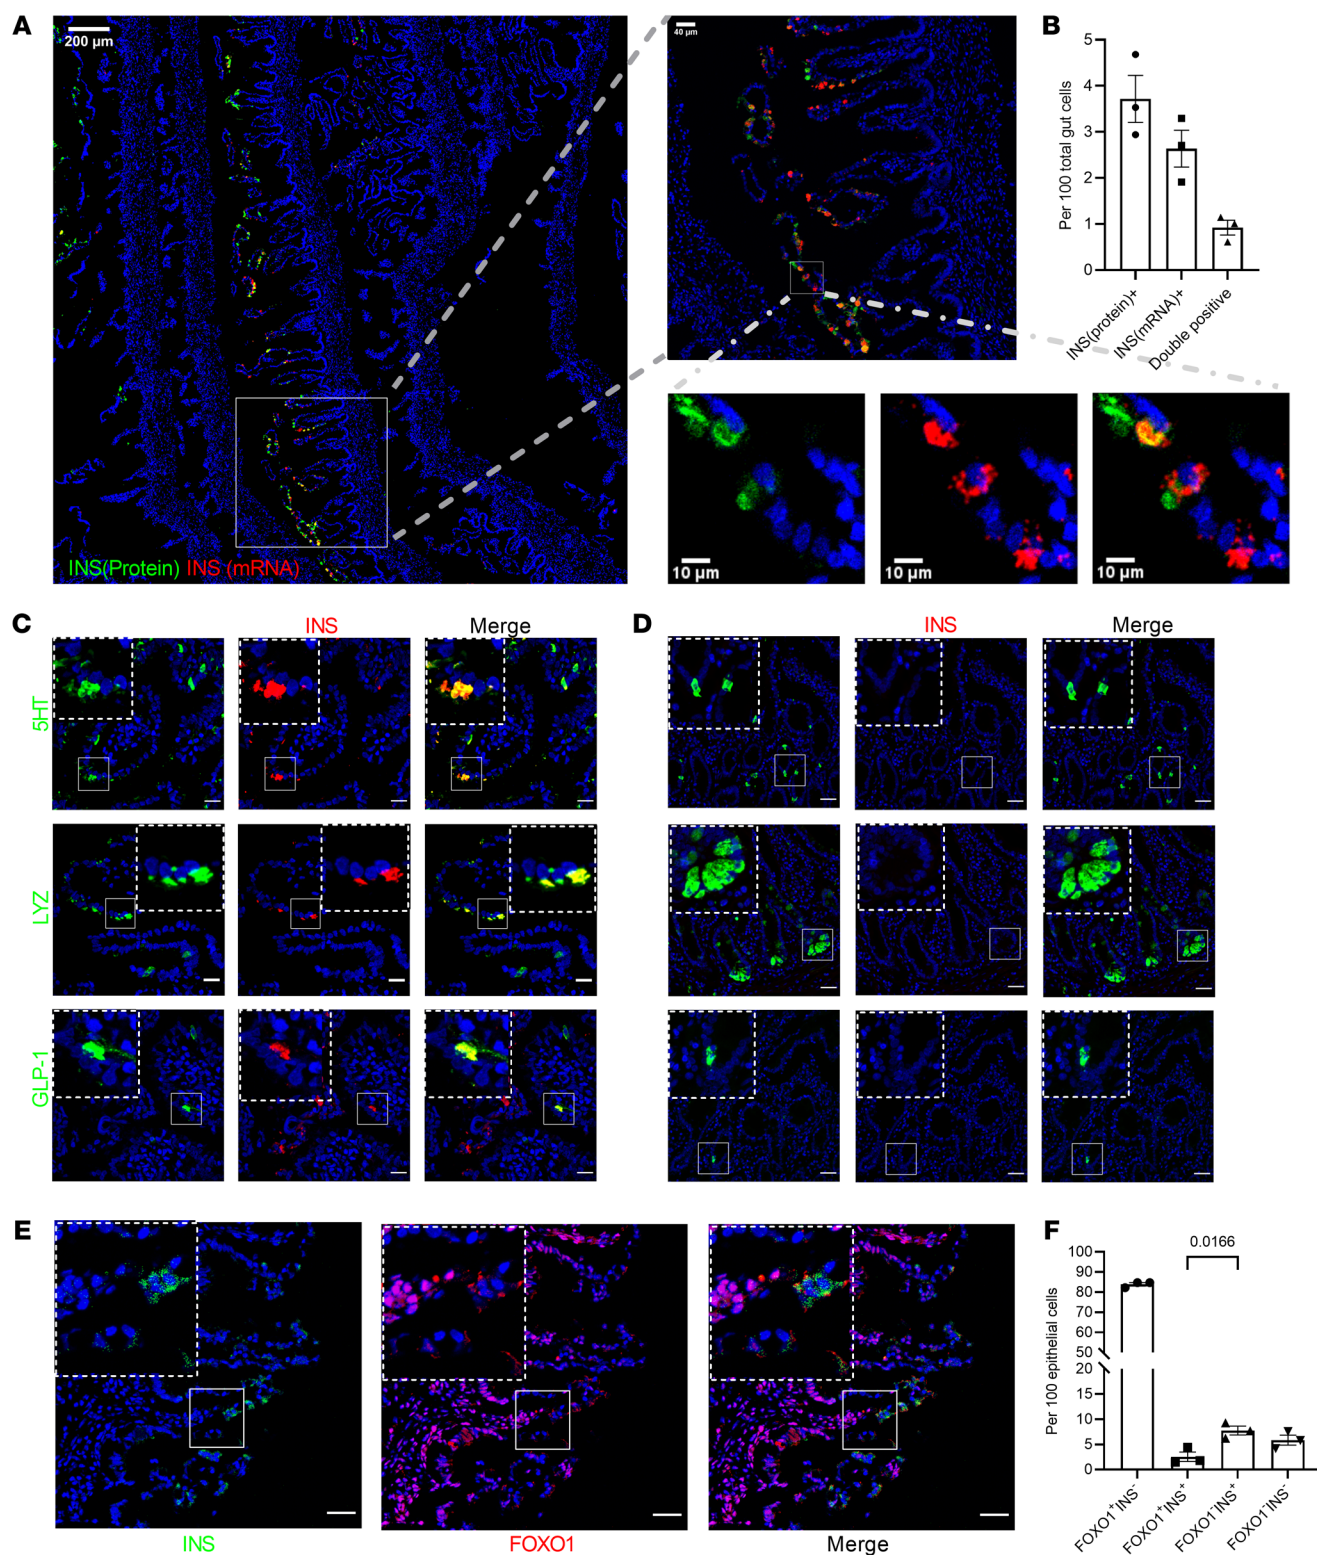 A
200 µm
INS(Protein) INS (mRNA)
40 µm
10 µm
10 µm
10 µm
B
Per 100 total gut cells
5
4
3
2
1
0
INS(protein)+
INS(mRNA)+
Double positive
C
INS
Merge
5HT
LYZ
GLP-1
D
INS
Merge
E
INS
FOXO1
Merge
F
0.0166
Per 100 epithelial cells
100
90
80
70
60
50
20
15
10
5
0
FOXO1⁺INS⁻
FOXO1⁺INS⁺
FOXO1⁻INS⁺
FOXO1⁻INS⁻